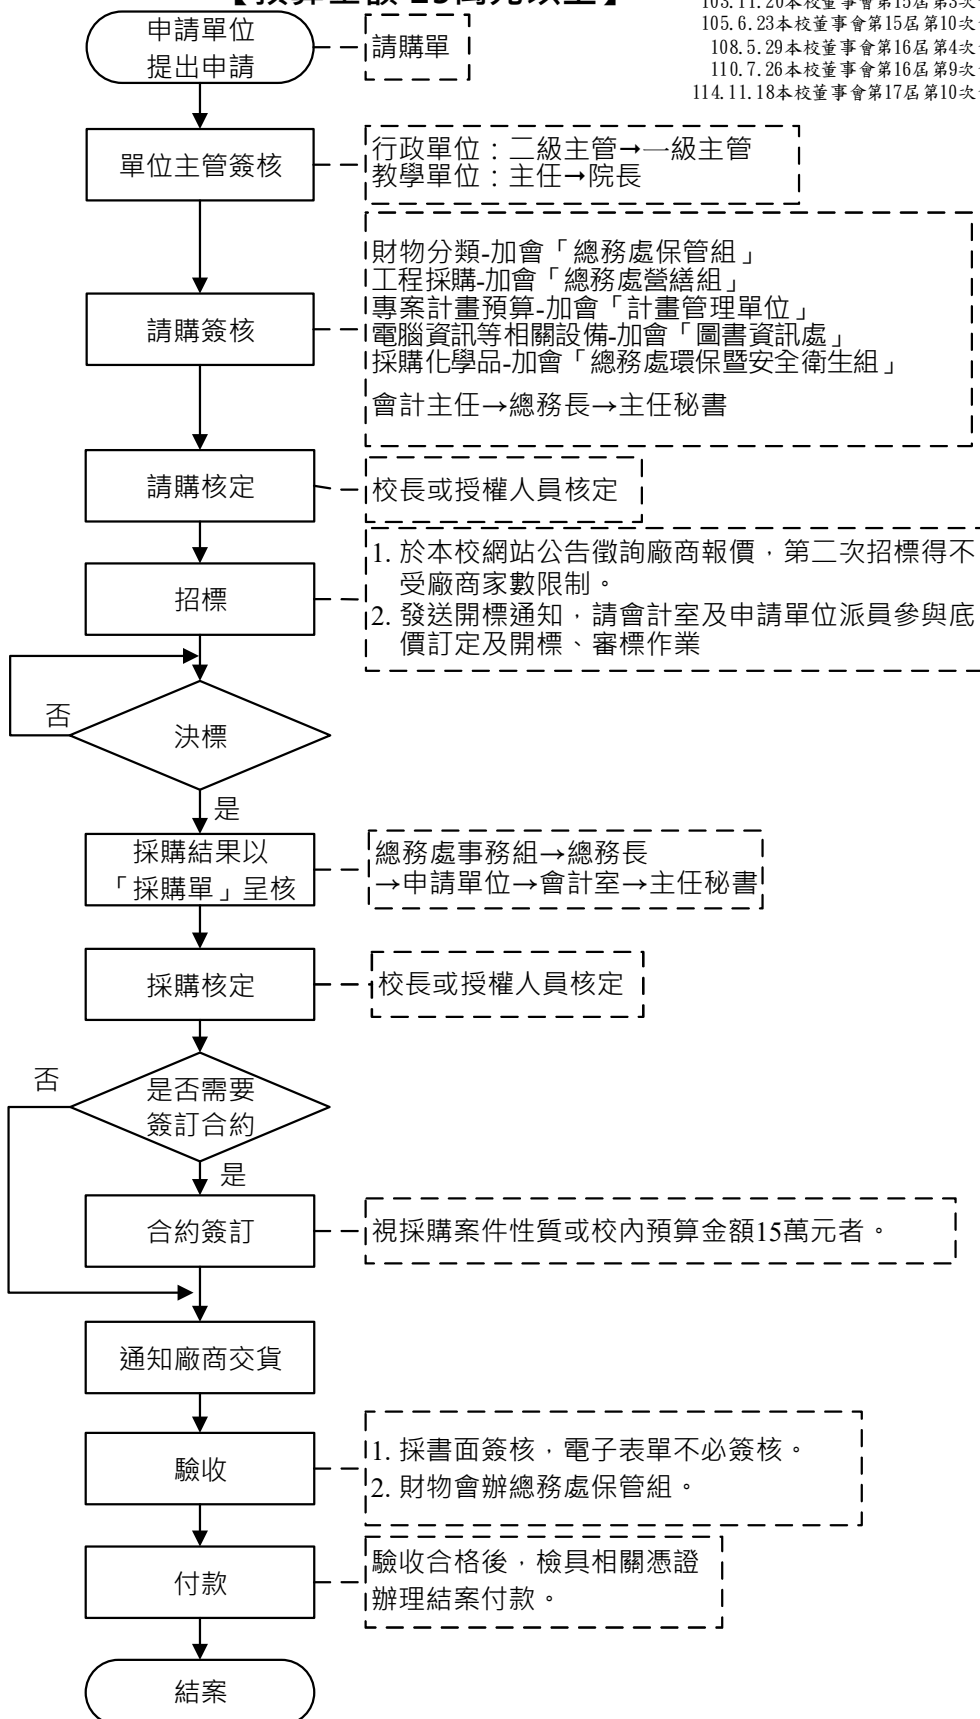 105.6.23本校董事會第15屆第10次
108.5.29本校董事會第16屆第4次
110.7.26本校董事會第16屆第9次
114.11.18本校董事會第17屆第10次
申請單位
提出申請
請購單
單位主管簽核
行政單位：二級主管→一級主管
教學單位：主任→院長
請購簽核
財物分類-加會「總務處保管組」
工程採購-加會「總務處營繕組」
專案計畫預算-加會「計畫管理單位」
電腦資訊等相關設備-加會「圖書資訊處」
採購化學品-加會「總務處環保暨安全衛生組」
會計主任→總務長→主任秘書
請購核定
校長或授權人員核定
招標
1. 於本校網站公告徵詢廠商報價，第二次招標得不
受廠商家數限制。
2. 發送開標通知，請會計室及申請單位派員參與底
價訂定及開標、審標作業
否
決標
是
採購結果以
「採購單」呈核
總務處事務組→總務長
→申請單位→會計室→主任秘書
採購核定
校長或授權人員核定
否
是否需要
簽訂合約
是
合約簽訂
視採購案件性質或校內預算金額15萬元者。
通知廠商交貨
驗收
1. 採書面簽核，電子表單不必簽核。
2. 財物會辦總務處保管組。
付款
驗收合格後，檢具相關憑證
辦理結案付款。
結案